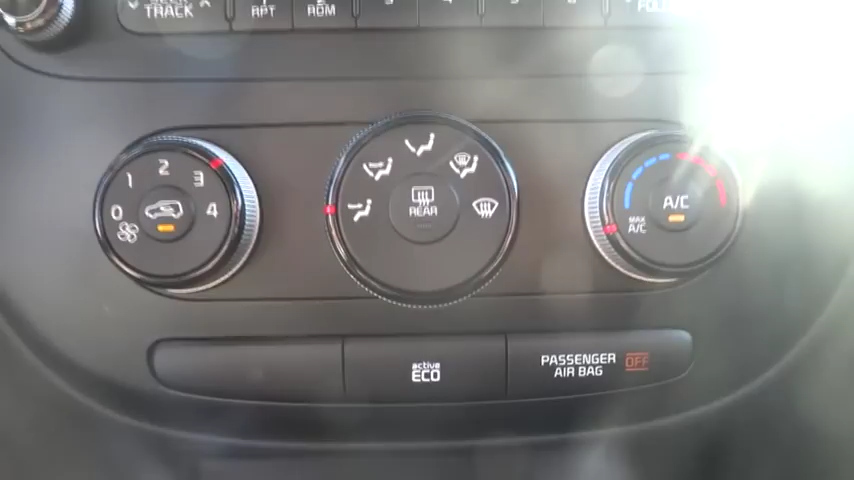 TRACK
RPT
RDM
0 1 2 3 4
REAR
A/C
MAX
A/C
active
ECO
PASSENGER
AIR BAG
OFF